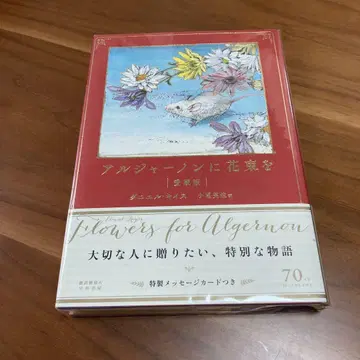 アルジャーノンに花束を
愛蔵版
ダニエル・キイス 小尾芙佐 訳
Flowers for Algernon
大切な人に贈りたい、特別な物語
特製メッセージカードつき
70